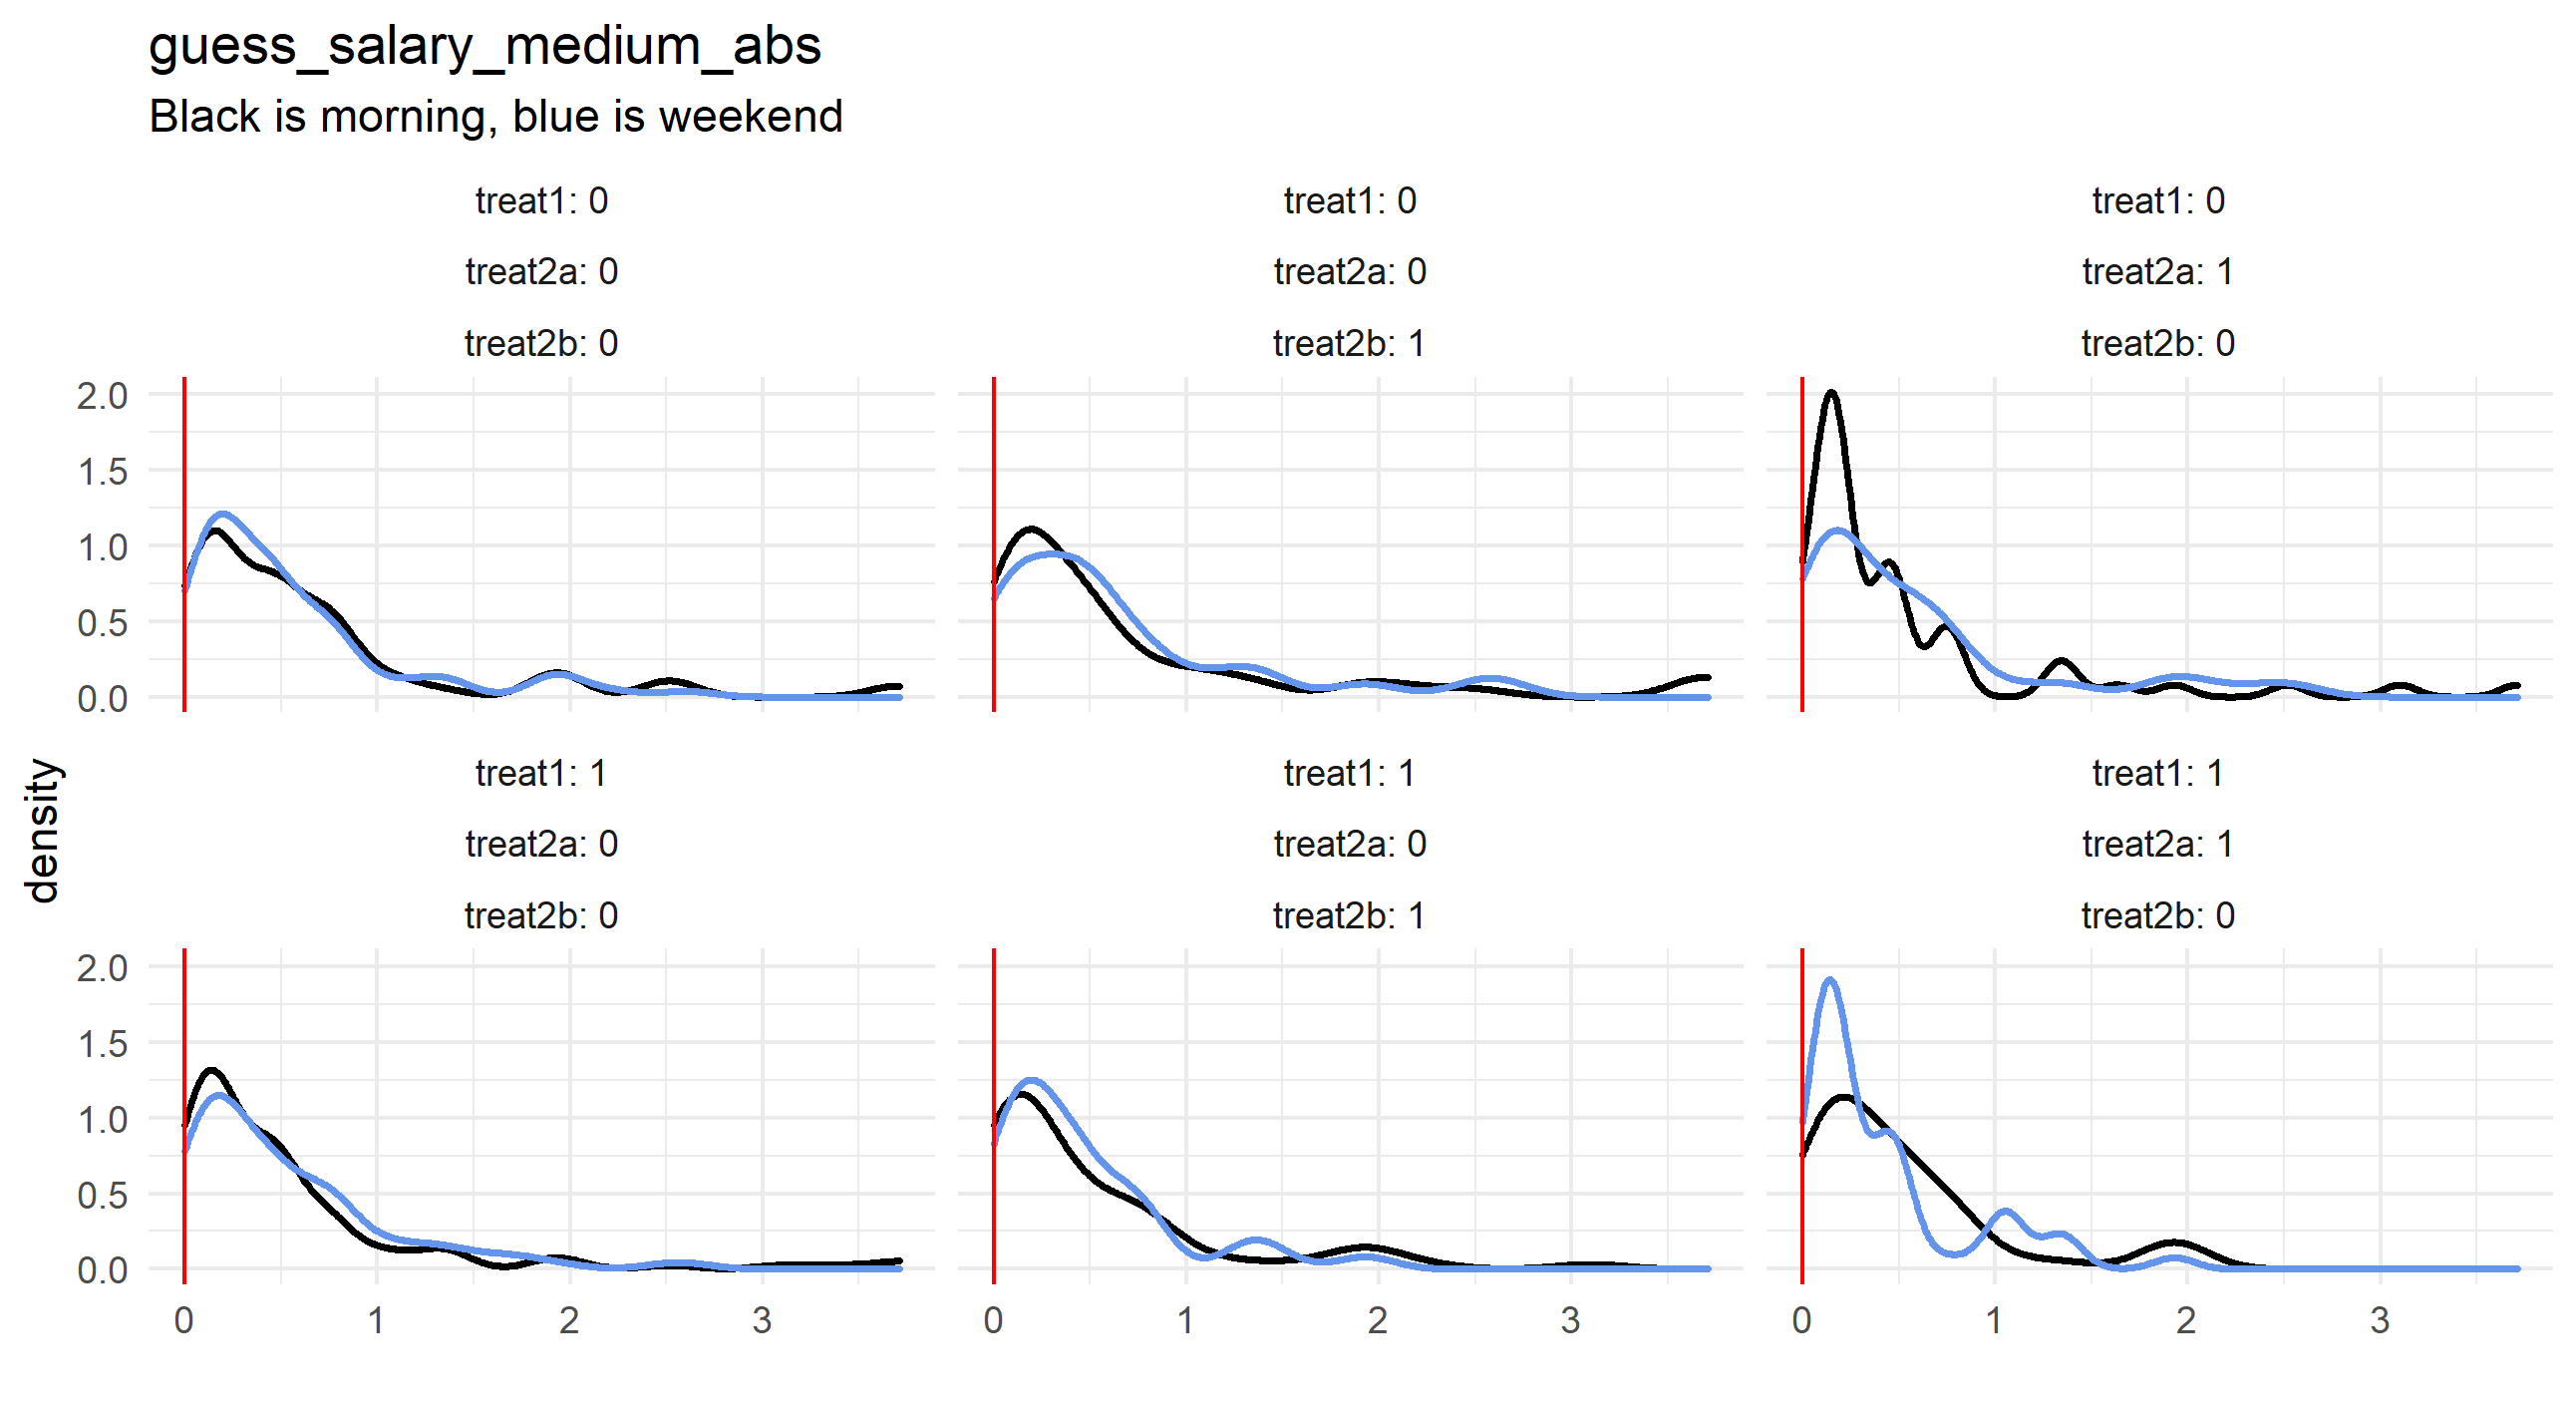 guess_salary_medium_abs
Black is morning, blue is weekend
treat1: 0
treat2a: 0
treat2b: 0
treat1: 0
treat2a: 0
treat2b: 1
treat1: 0
treat2a: 1
treat2b: 0
2.0
1.5
1.0
0.5
0.0
density
treat1: 1
treat2a: 0
treat2b: 0
treat1: 1
treat2a: 0
treat2b: 1
treat1: 1
treat2a: 1
treat2b: 0
2.0
1.5
1.0
0.5
0.0
0 1 2 3
0 1 2 3
0 1 2 3